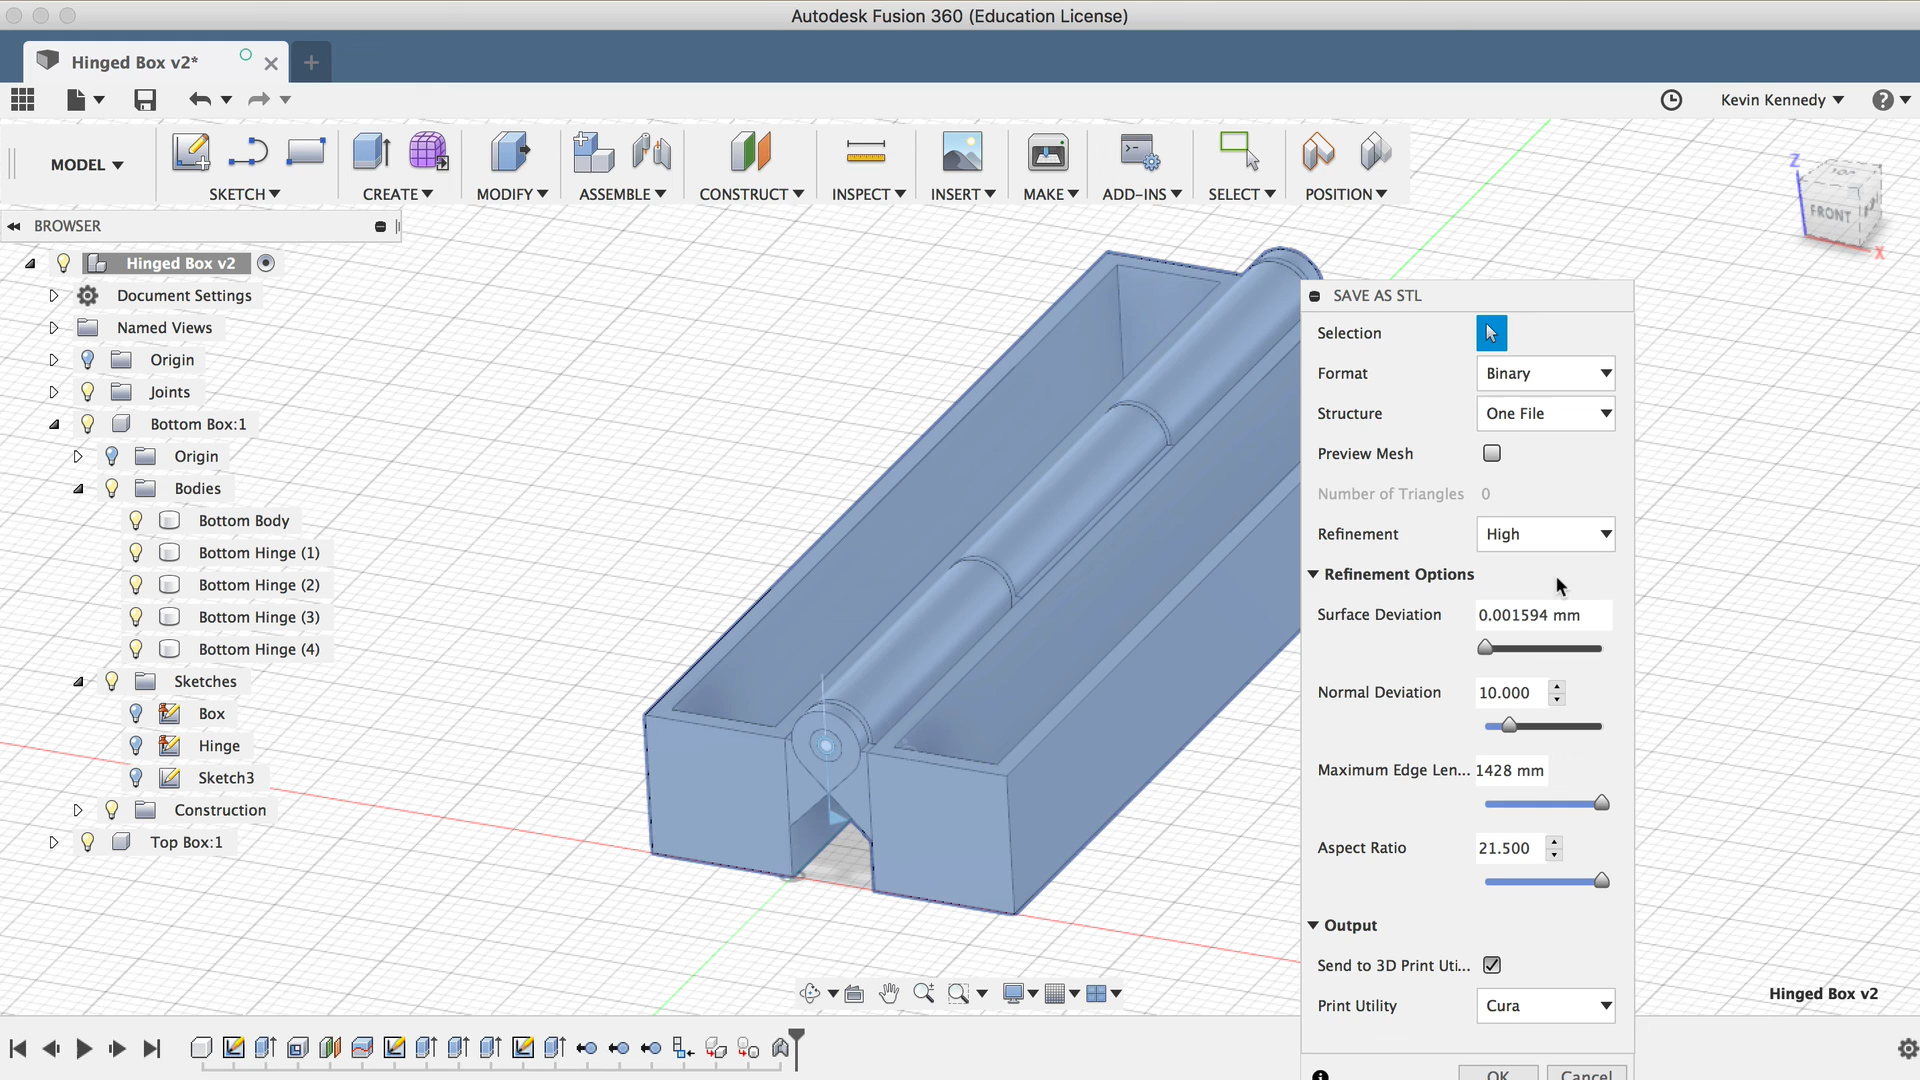 Autodesk Fusion 360 (Education License)
Hinged Box v2*
Kevin Kennedy
MODEL
SKETCH
CREATE
MODIFY
ASSEMBLE
CONSTRUCT
INSPECT
INSERT
MAKE
ADD-INS
SELECT
POSITION
Z
TOP
FRONT
X
BROWSER
Hinged Box v2
Document Settings
Named Views
Origin
Joints
Bottom Box:1
Origin
Bodies
Bottom Body
Bottom Hinge (1)
Bottom Hinge (2)
Bottom Hinge (3)
Bottom Hinge (4)
Sketches
Box
Hinge
Sketch3
Construction
Top Box:1
SAVE AS STL
Selection
Format Binary
Structure One File
Preview Mesh
Number of Triangles 0
Refinement High
Refinement Options
Surface Deviation 0.001594 mm
Normal Deviation 10.000
Maximum Edge Len... 1428 mm
Aspect Ratio 21.500
Output
Send to 3D Print Uti...
Print Utility Cura
OK Cancel
Hinged Box v2